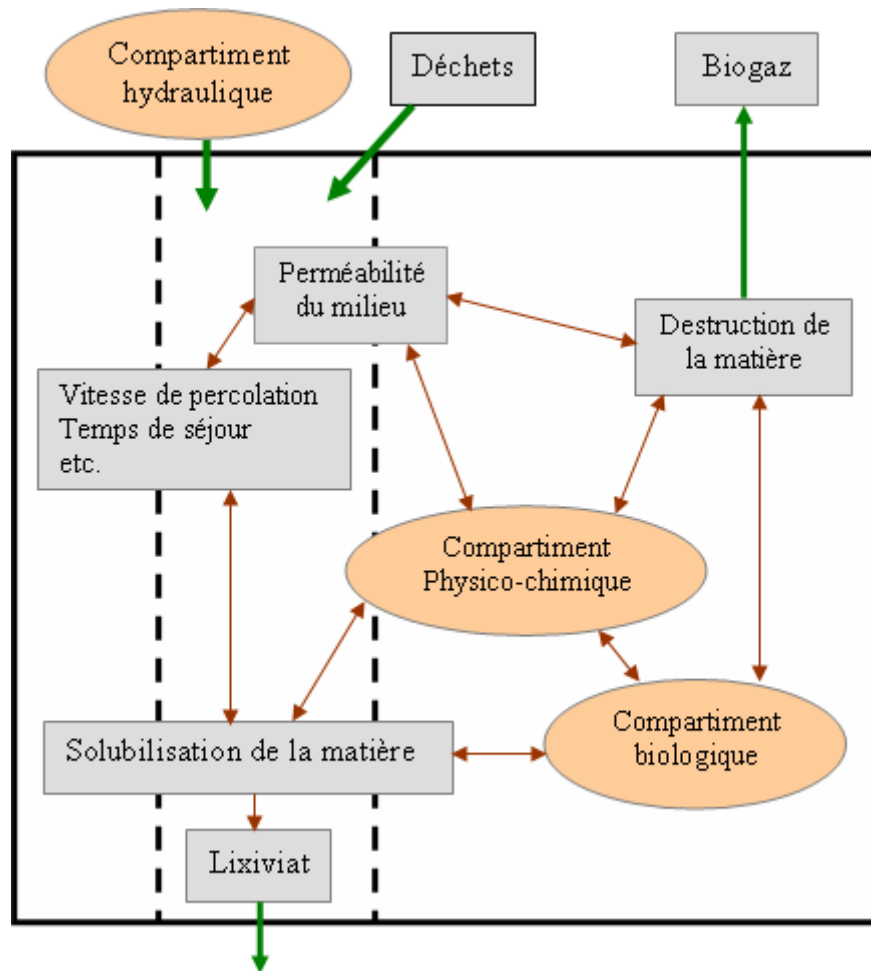 Compartiment
hydraulique
Déchets
Biogaz
Perméabilité
du milieu
Destruction de
la matière
Vitesse de percolation
Temps de séjour
etc.
Compartiment
Physico-chimique
Compartiment
biologique
Solubilisation de la matière
Lixiviat